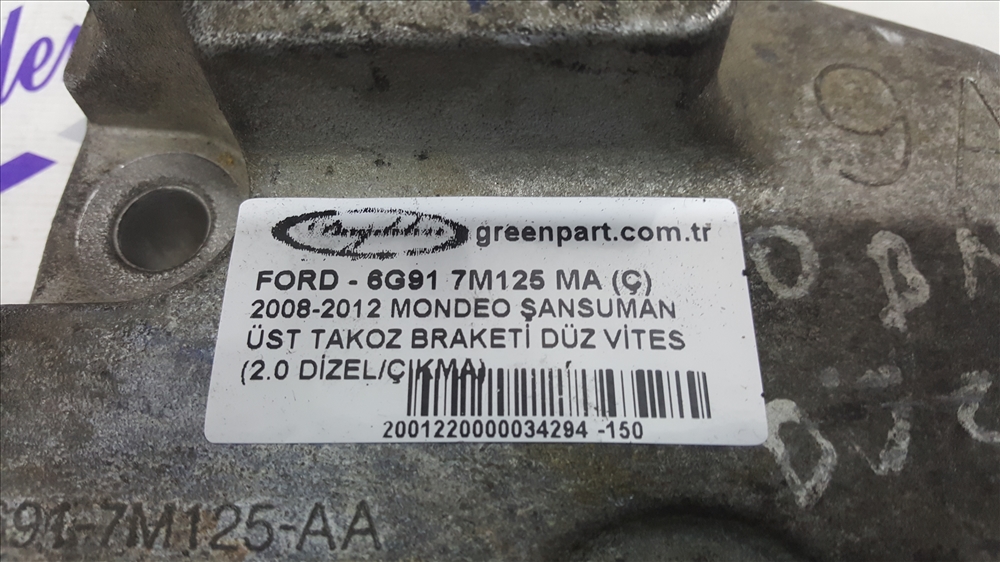 greenpart.com.tr
FORD - 6G91 7M125 MA (Ç)
2008-2012 MONDEO ŞANSUMAN
ÜST TAKOZ BRAKETİ DÜZ VİTES
(2.0 DİZEL/ÇIKMA)
2001220000034294 -150
91-7M125-AA